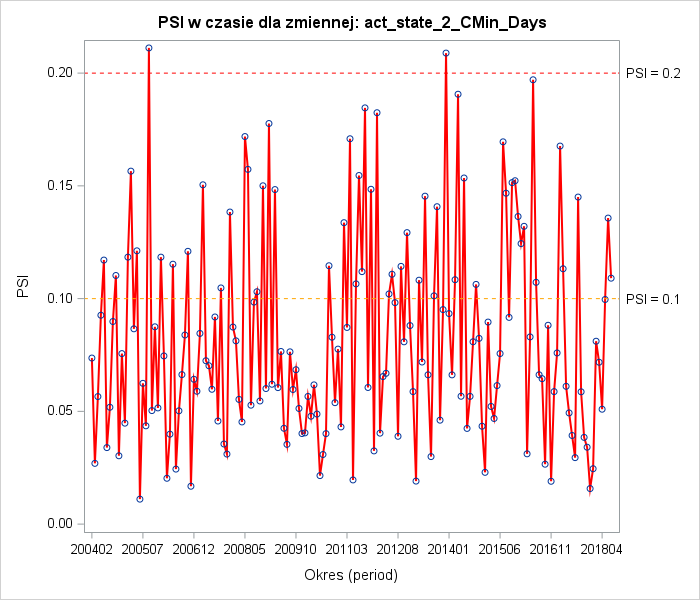 PSI w czasie dla zmiennej: act_state_2_CMin_Days
0.20
PSI = 0.2
0.15
PSI
0.10
PSI = 0.1
0.05
0.00
200402 200507 200612 200805 200910 201103 201208 201401 201506 201611 201804
Okres (period)